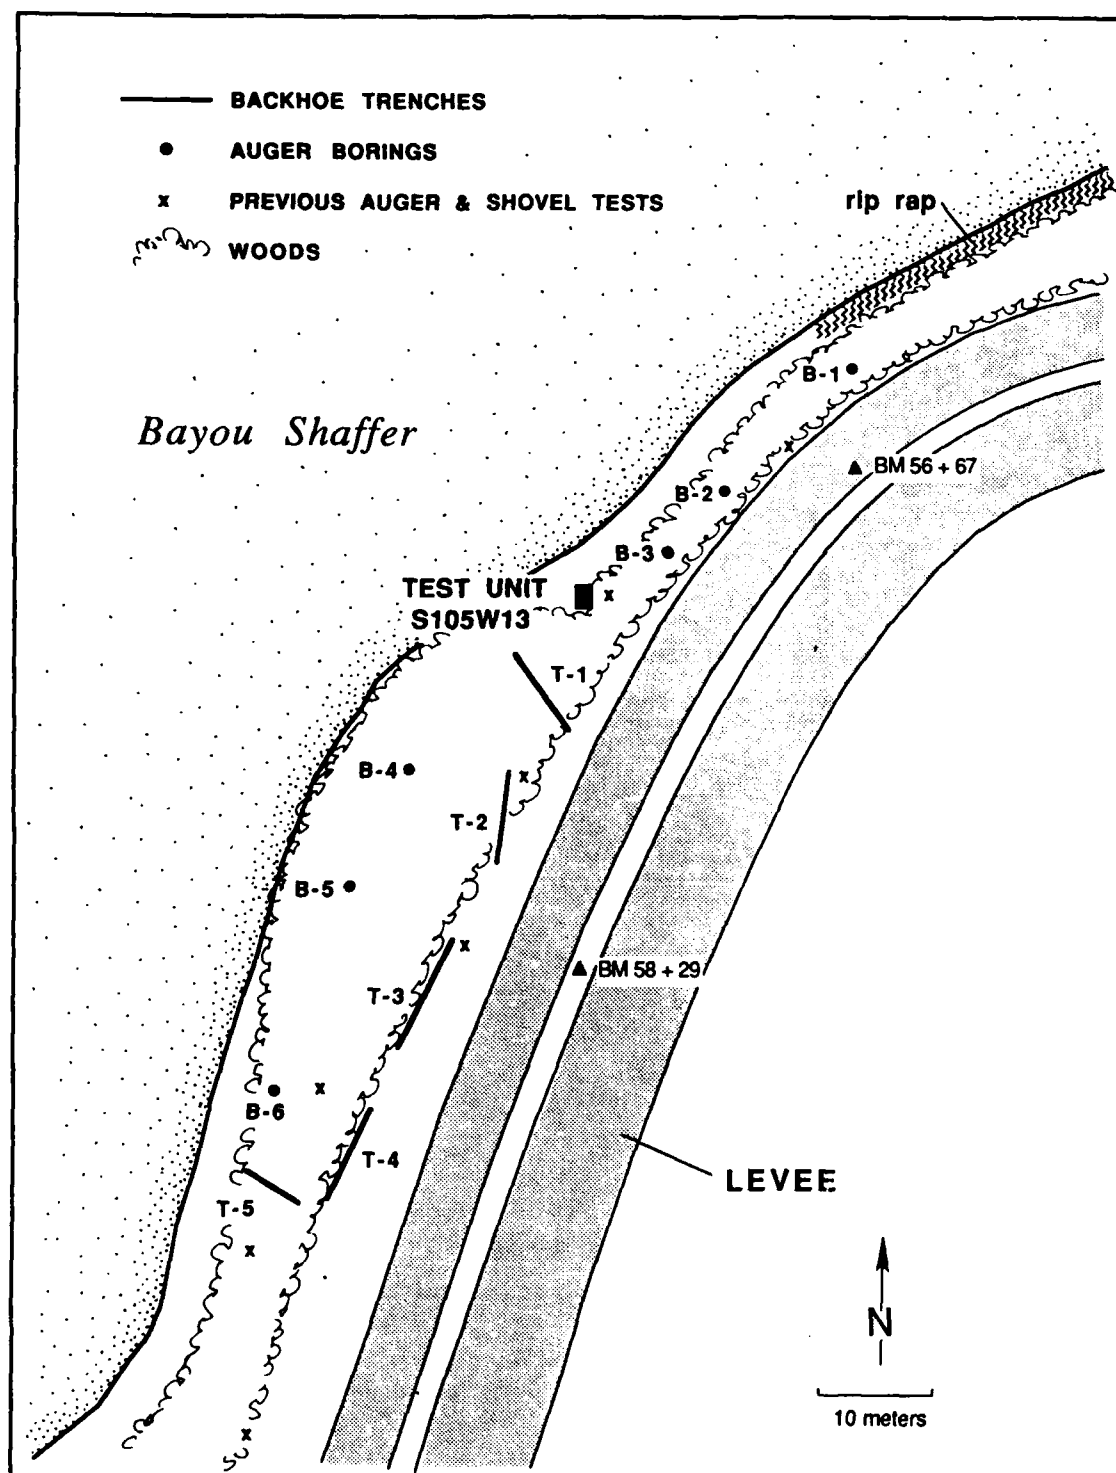 BACKHOE TRENCHES
AUGER BORINGS
x PREVIOUS AUGER & SHOVEL TESTS
WOODS
rip rap
B-1
Bayou Shaffer
BM 56 + 67
B-2
B-3
TEST UNIT
S105W13
x
T-1
B-4
x
T-2
B-5
x
BM 58 + 29
T-3
x
B-6
T-4
LEVEE
T-5
x
N
10 meters
x